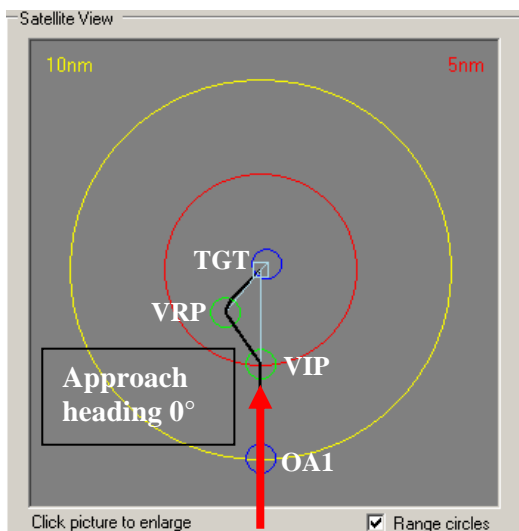 Satellite View
10nm 5nm
TGT
VRP
VIP
Approach
heading 0°
OA1
Click picture to enlarge Range circles